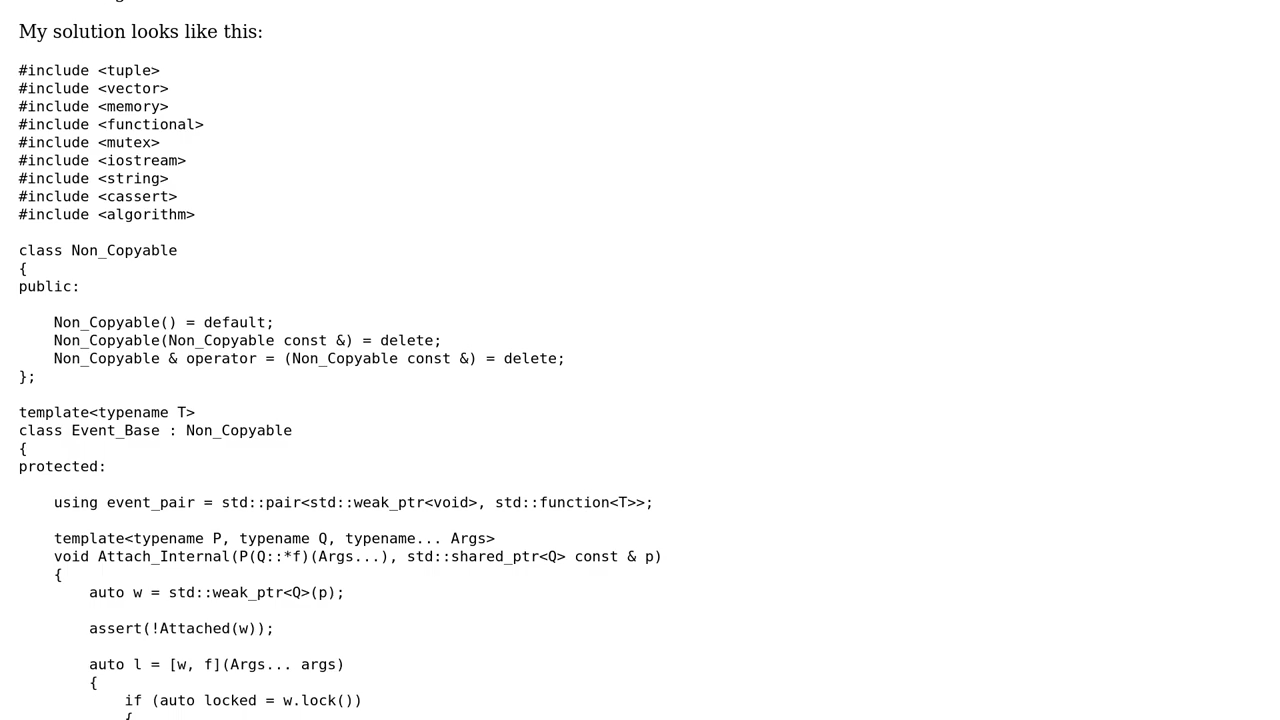 My solution looks like this:
#include <tuple>
#include <vector>
#include <memory>
#include <functional>
#include <mutex>
#include <iostream>
#include <string>
#include <cassert>
#include <algorithm>
class Non_Copyable
{
public:
Non_Copyable() = default;
Non_Copyable(Non_Copyable const &) = delete;
Non_Copyable & operator = (Non_Copyable const &) = delete;
};
template<typename T>
class Event_Base : Non_Copyable
{
protected:
using event_pair = std::pair<std::weak_ptr<void>, std::function<T>>;
template<typename P, typename Q, typename... Args>
void Attach_Internal(P(Q::*f)(Args...), std::shared_ptr<Q> const & p)
{
auto w = std::weak_ptr<Q>(p);
assert(!Attached(w));
auto l = [w, f](Args... args)
{
if (auto locked = w.lock())
{